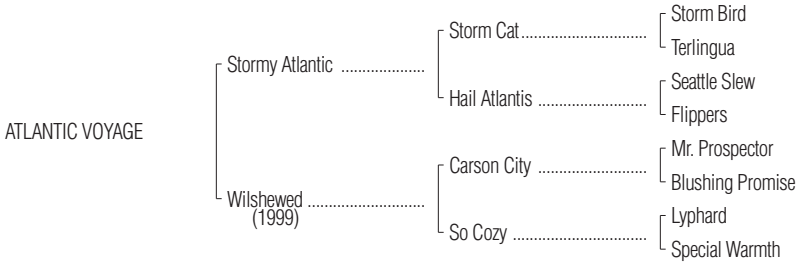 Storm Bird
Storm Cat..............................
Terlingua
Stormy Atlantic ....................
Seattle Slew
Hail Atlantis ..........................
Flippers
ATLANTIC VOYAGE
Mr. Prospector
Carson City ..........................
Blushing Promise
Wilshewed ............................
(1999)
Lyphard
So Cozy ................................
Special Warmth